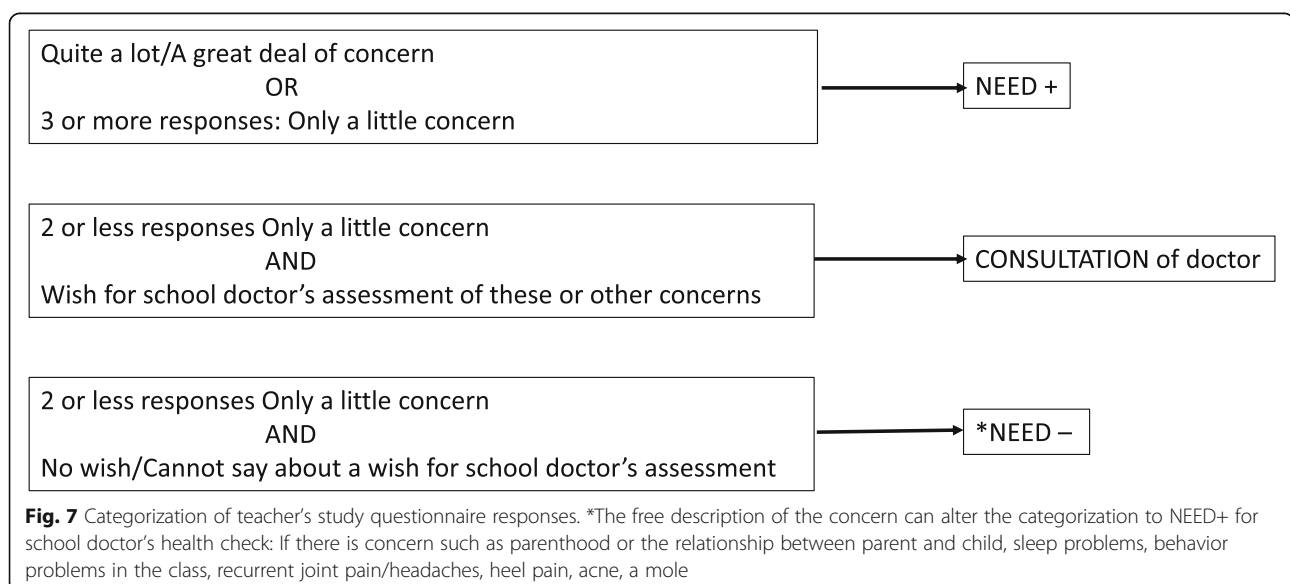 Quite a lot/A great deal of concern
OR
3 or more responses: Only a little concern
NEED +
2 or less responses Only a little concern
AND
Wish for school doctor's assessment of these or other concerns
CONSULTATION of doctor
2 or less responses Only a little concern
AND
No wish/Cannot say about a wish for school doctor's assessment
*NEED –
Fig. 7 Categorization of teacher's study questionnaire responses. *The free description of the concern can alter the categorization to NEED+ for
school doctor's health check: If there is concern such as parenthood or the relationship between parent and child, sleep problems, behavior
problems in the class, recurrent joint pain/headaches, heel pain, acne, a mole